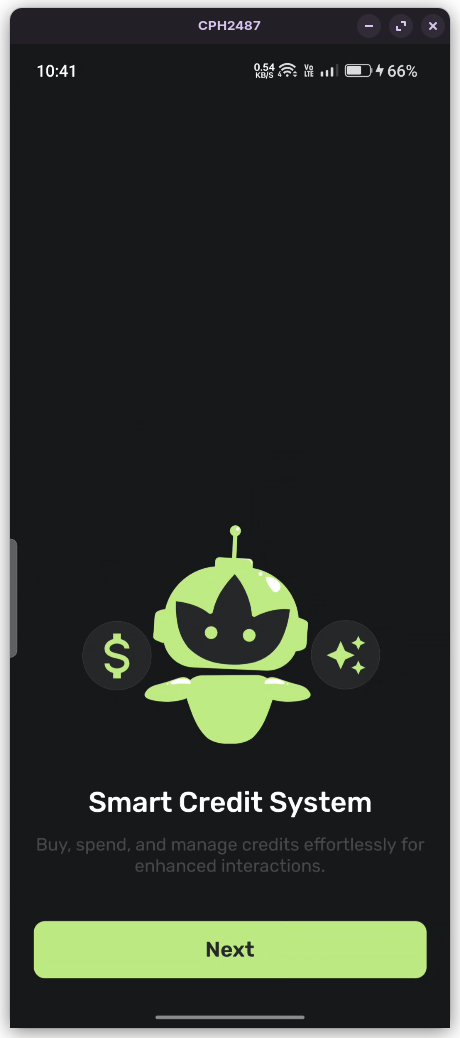 CPH2487
10:41
0.54 KB/S 4 Vo LTE 66%
$
Smart Credit System
Buy, spend, and manage credits effortlessly for
enhanced interactions.
Next